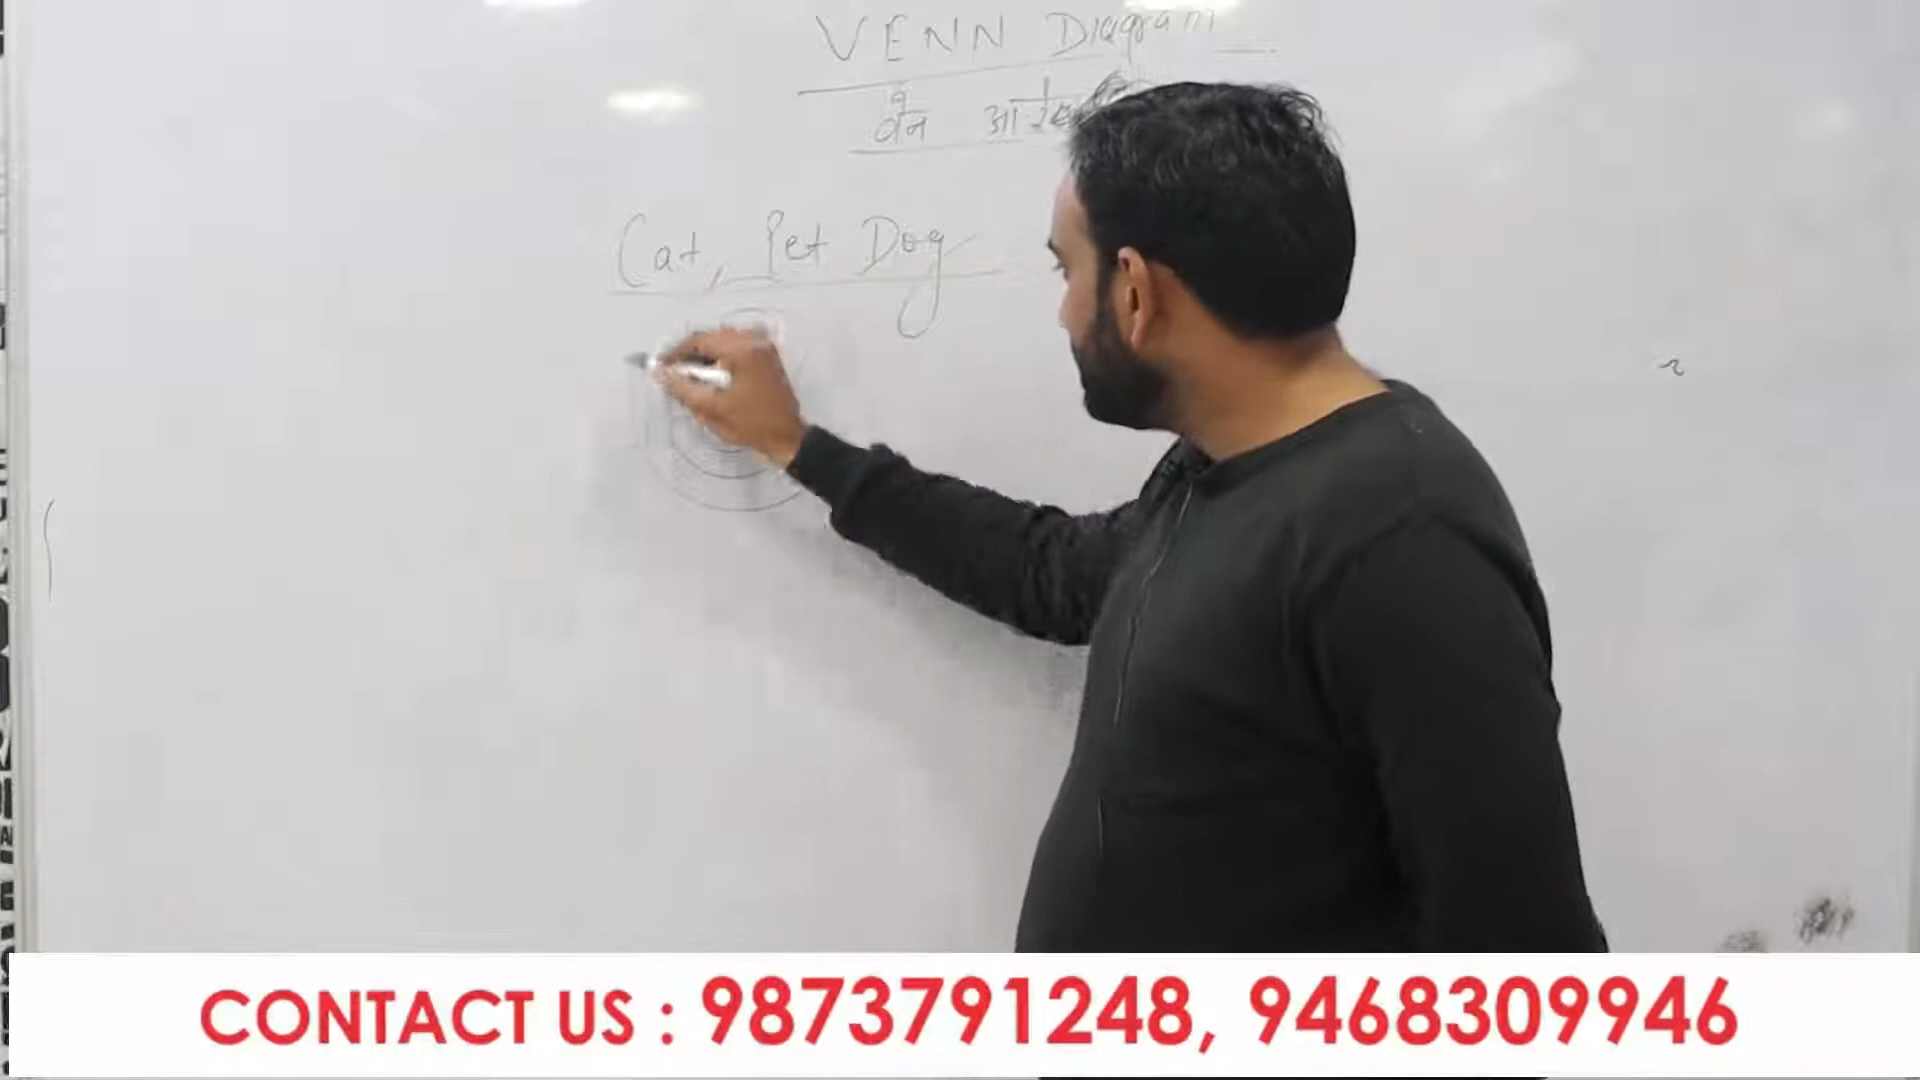 VENN Diagram
वेन
Cat, Pet Dog
CONTACT US : 9873791248, 9468309946